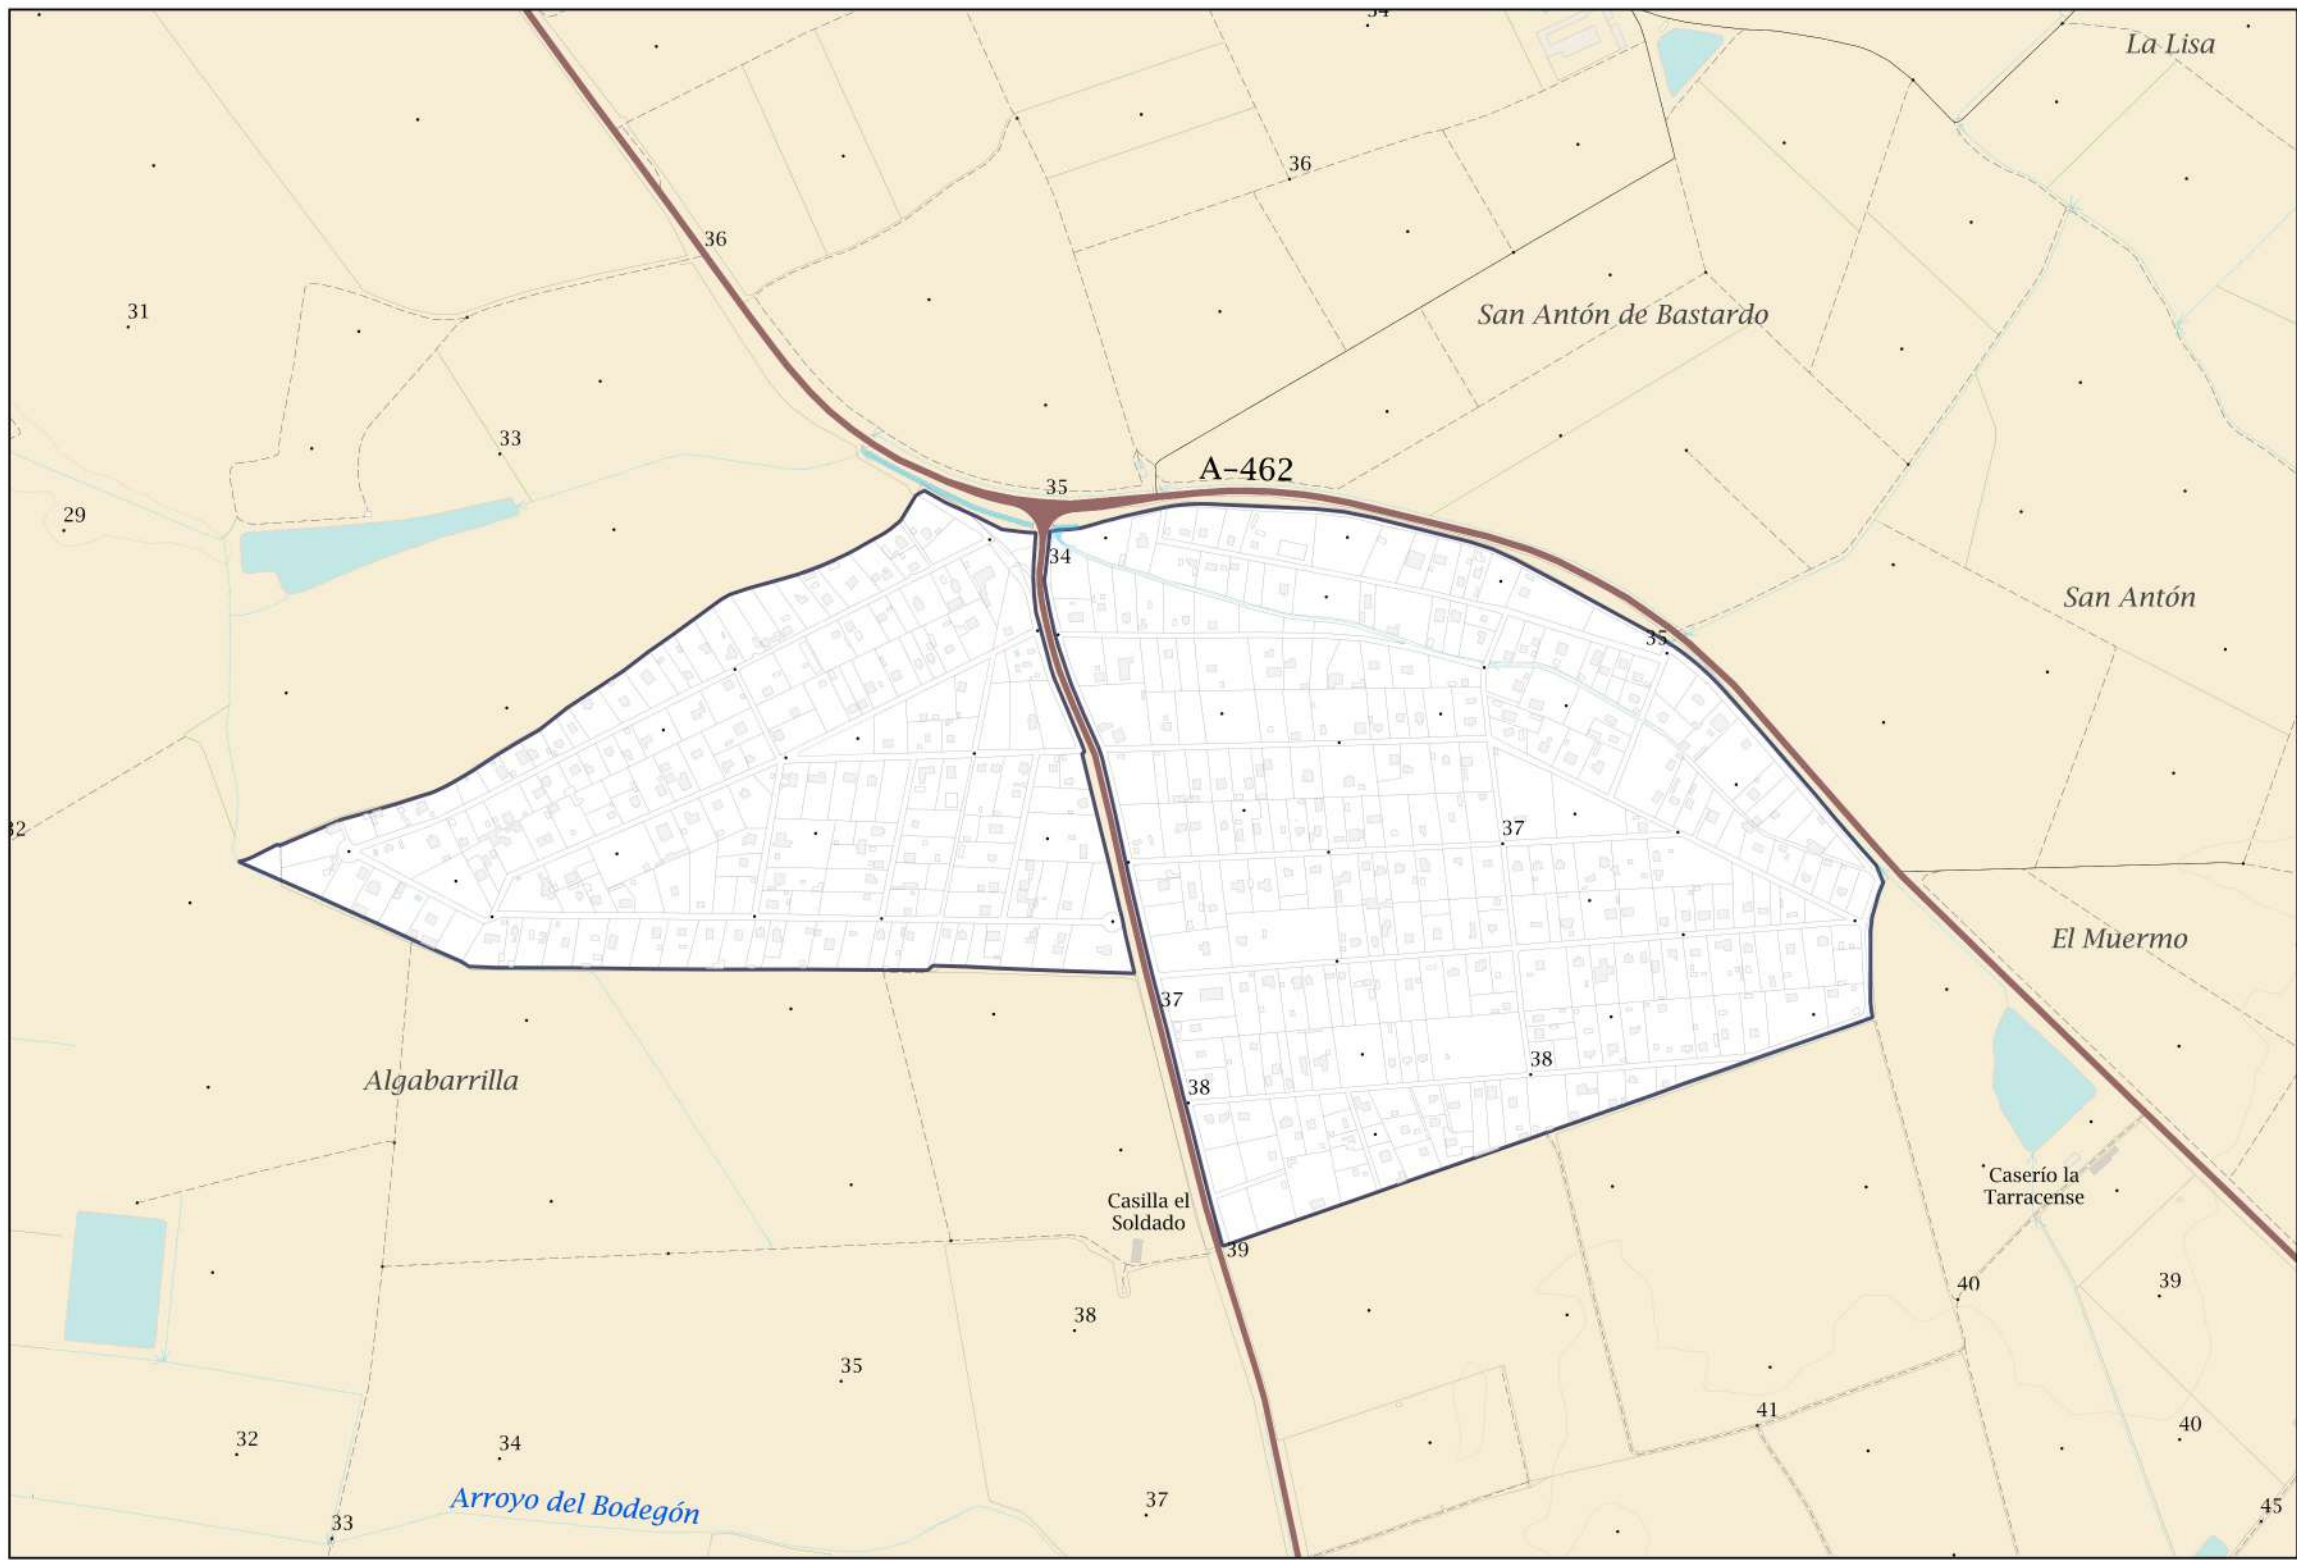 34
La Lisa
36
36
31
San Antón de Bastardo
33
A-462
35
29
34
San Antón
35
32
37
El Muermo
37
38
38
Algabarrilla
Casilla el
Soldado
Caserío la
Tarracense
39
40
39
38
35
41
40
32
34
Arroyo del Bodegón
37
45
33